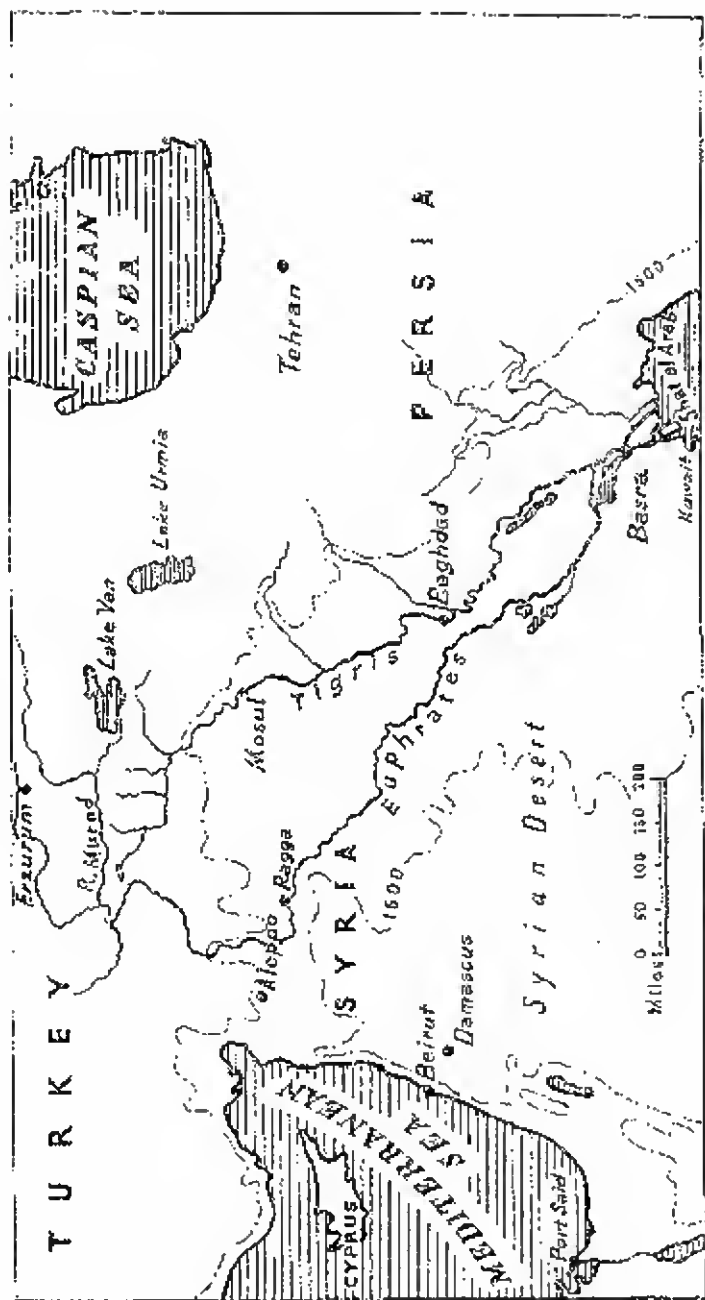 TURKEY
Erzurum
R. Murad
Lake Van
Lake Urmia
CASPIAN
SEA
Tehran
PERSIA
Mosul
Tigris
Aleppo
Ragga
SYRIA
Euphrates
Baghdad
1500
1500
CYPRUS
MEDITERRANEAN
SEA
Beirut
Damascus
Syrian Desert
Basra
Kuwait
Shat el Arab
Port Said
0 50 100 150 200
Miles